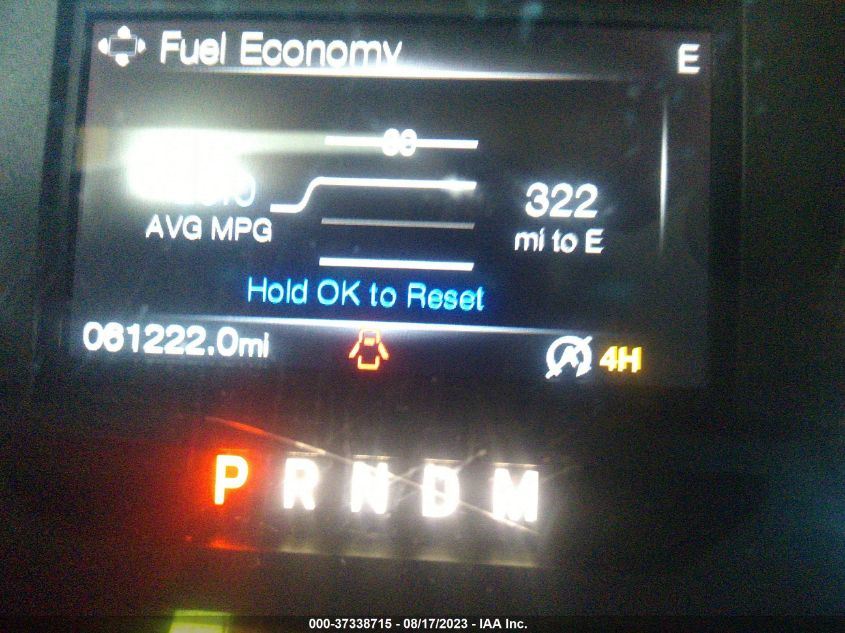 Fuel Economy E
AVG MPG
322
mi to E
Hold OK to Reset
061222.0mi 4H
P R N D M
000-37338715 - 08/17/2023 - IAA Inc.